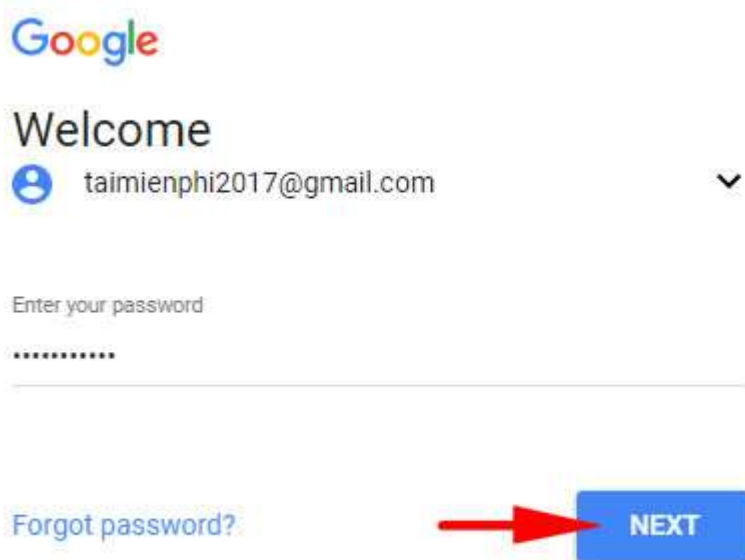 Google
Welcome
taimienphi2017@gmail.com
Enter your password
•••••••••••
Forgot password?
NEXT